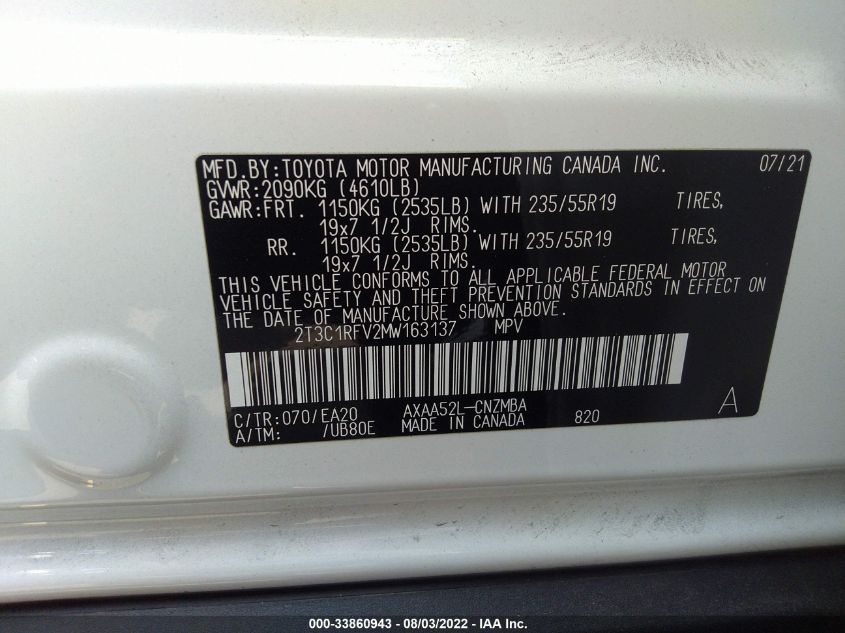 MFD.BY:TOYOTA MOTOR MANUFACTURING CANADA INC. 07/21
GVWR:2090KG (4610LB)
GAWR:FRT. 1150KG (2535LB) WITH 235/55R19 TIRES,
19x7 1/2J RIMS.
RR. 1150KG (2535LB) WITH 235/55R19 TIRES,
19x7 1/2J RIMS.
THIS VEHICLE CONFORMS TO ALL APPLICABLE FEDERAL MOTOR
VEHICLE SAFETY AND THEFT PREVENTION STANDARDS IN EFFECT ON
THE DATE OF MANUFACTURE SHOWN ABOVE.
2T3C1RFV2MW163137 MPV
C/TR:070/EA20 AXAA52L-CNZMBA A
A/TM: /UB80E MADE IN CANADA 820
000-33860943 - 08/03/2022 - IAA Inc.